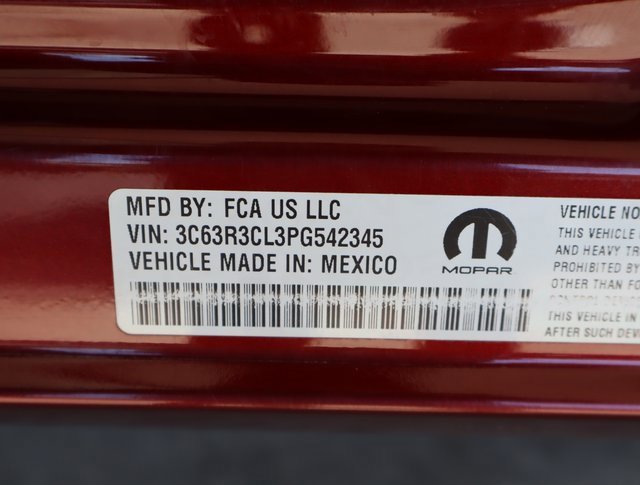 MFD BY: FCA US LLC
VIN: 3C63R3CL3PG542345
VEHICLE MADE IN: MEXICO
MOPAR
VEHICLE NO
THIS VEHICLE
AND HEAVY TR
PROHIBITED BY
OTHER THAN FO
THIS VEHICLE IN
AFTER SUCH DEV